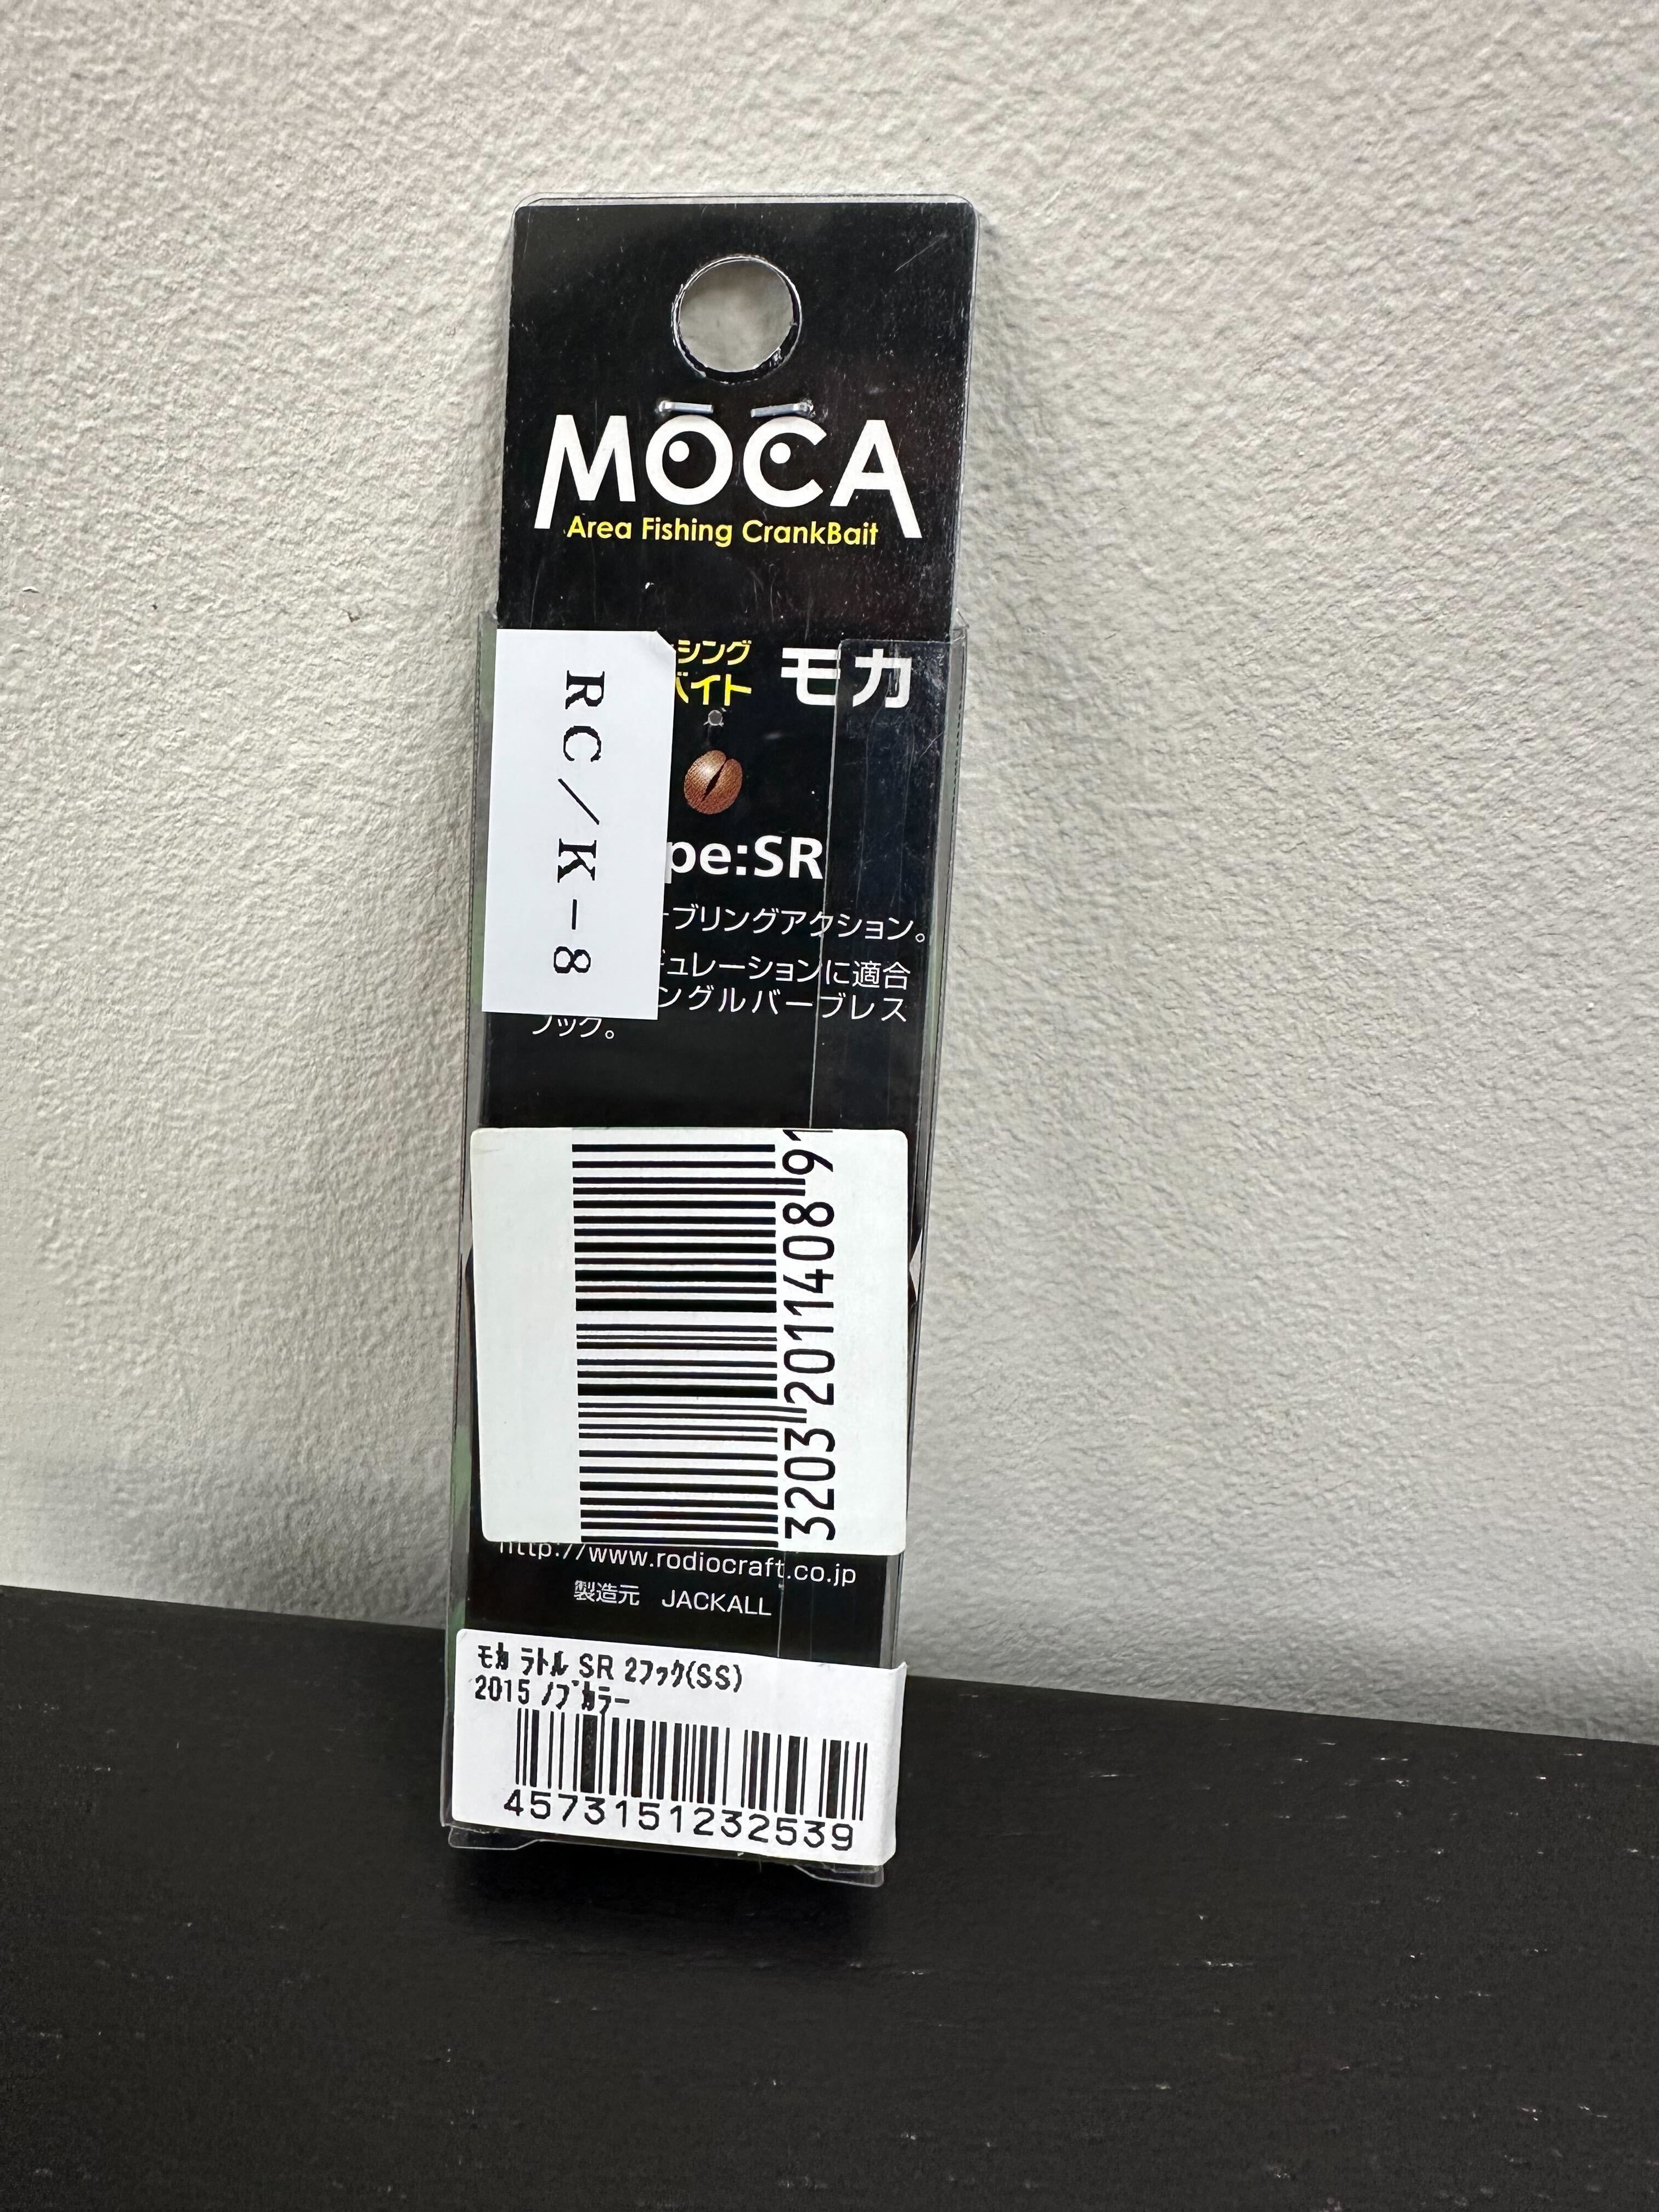 MOCA
Area Fishing CrankBait
シング
バイト
モカ
RC/K-8
pe:SR
ーブリングアクション。
ュレーションに適合
ングルバーブレス
フック。
3203 2011408 91
http://www.rodiocraft.co.jp
製造元 JACKALL
モカ ラトル SR 2フック(SS)
2015 ノブカラー
4573151232539